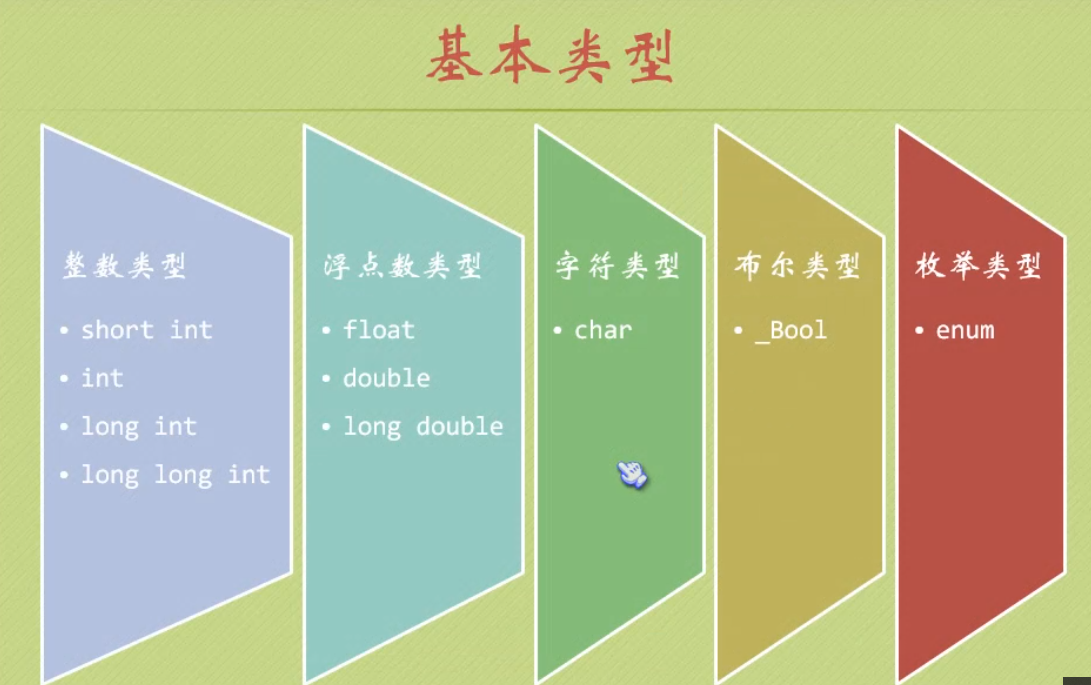 基本类型
整数类型
• short int
• int
• long int
• long long int
浮点数类型
• float
• double
• long double
字符类型
• char
布尔类型
• _Bool
枚举类型
• enum